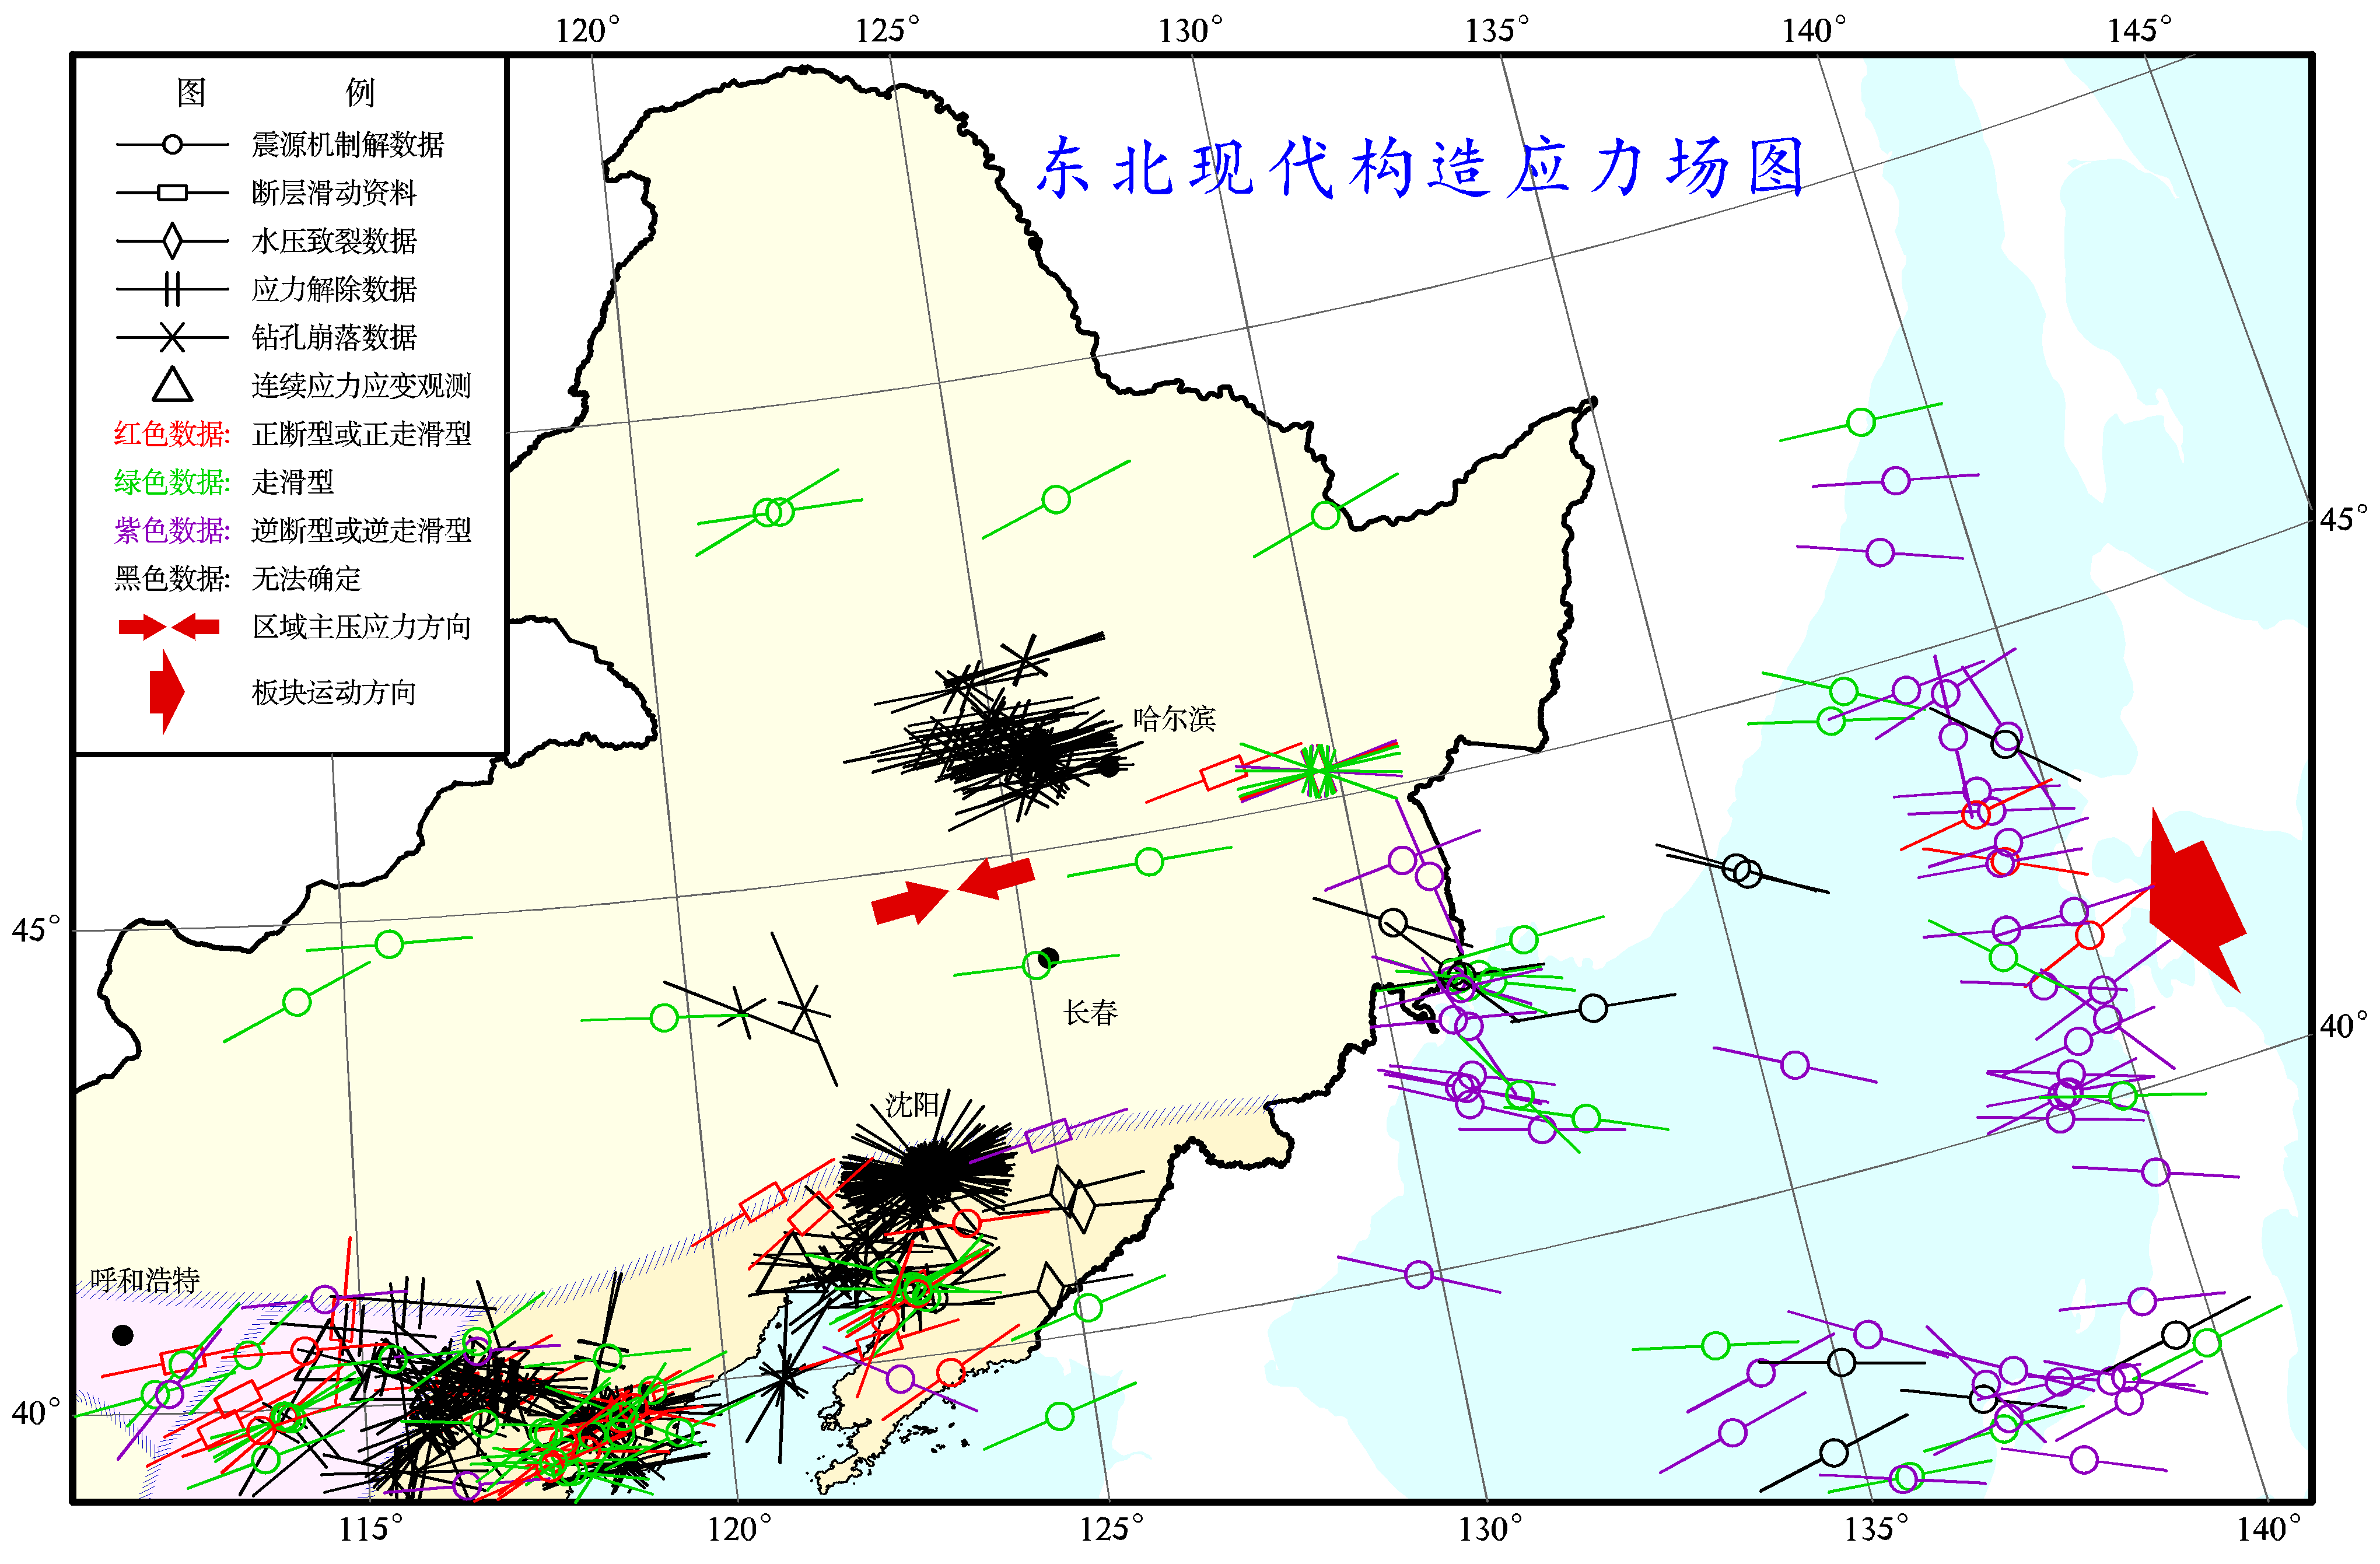 120° 125° 130° 135° 140° 145°
图 例
震源机制解数据
断层滑动资料
水压致裂数据
应力解除数据
钻孔崩落数据
连续应力应变观测
红色数据: 正断型或正走滑型
绿色数据: 走滑型
紫色数据: 逆断型或逆走滑型
黑色数据: 无法确定
区域主压应力方向
板块运动方向
东北现代构造应力场图
45°
哈尔滨
45°
长春
40°
沈阳
呼和浩特
40°
115° 120° 125° 130° 135° 140°